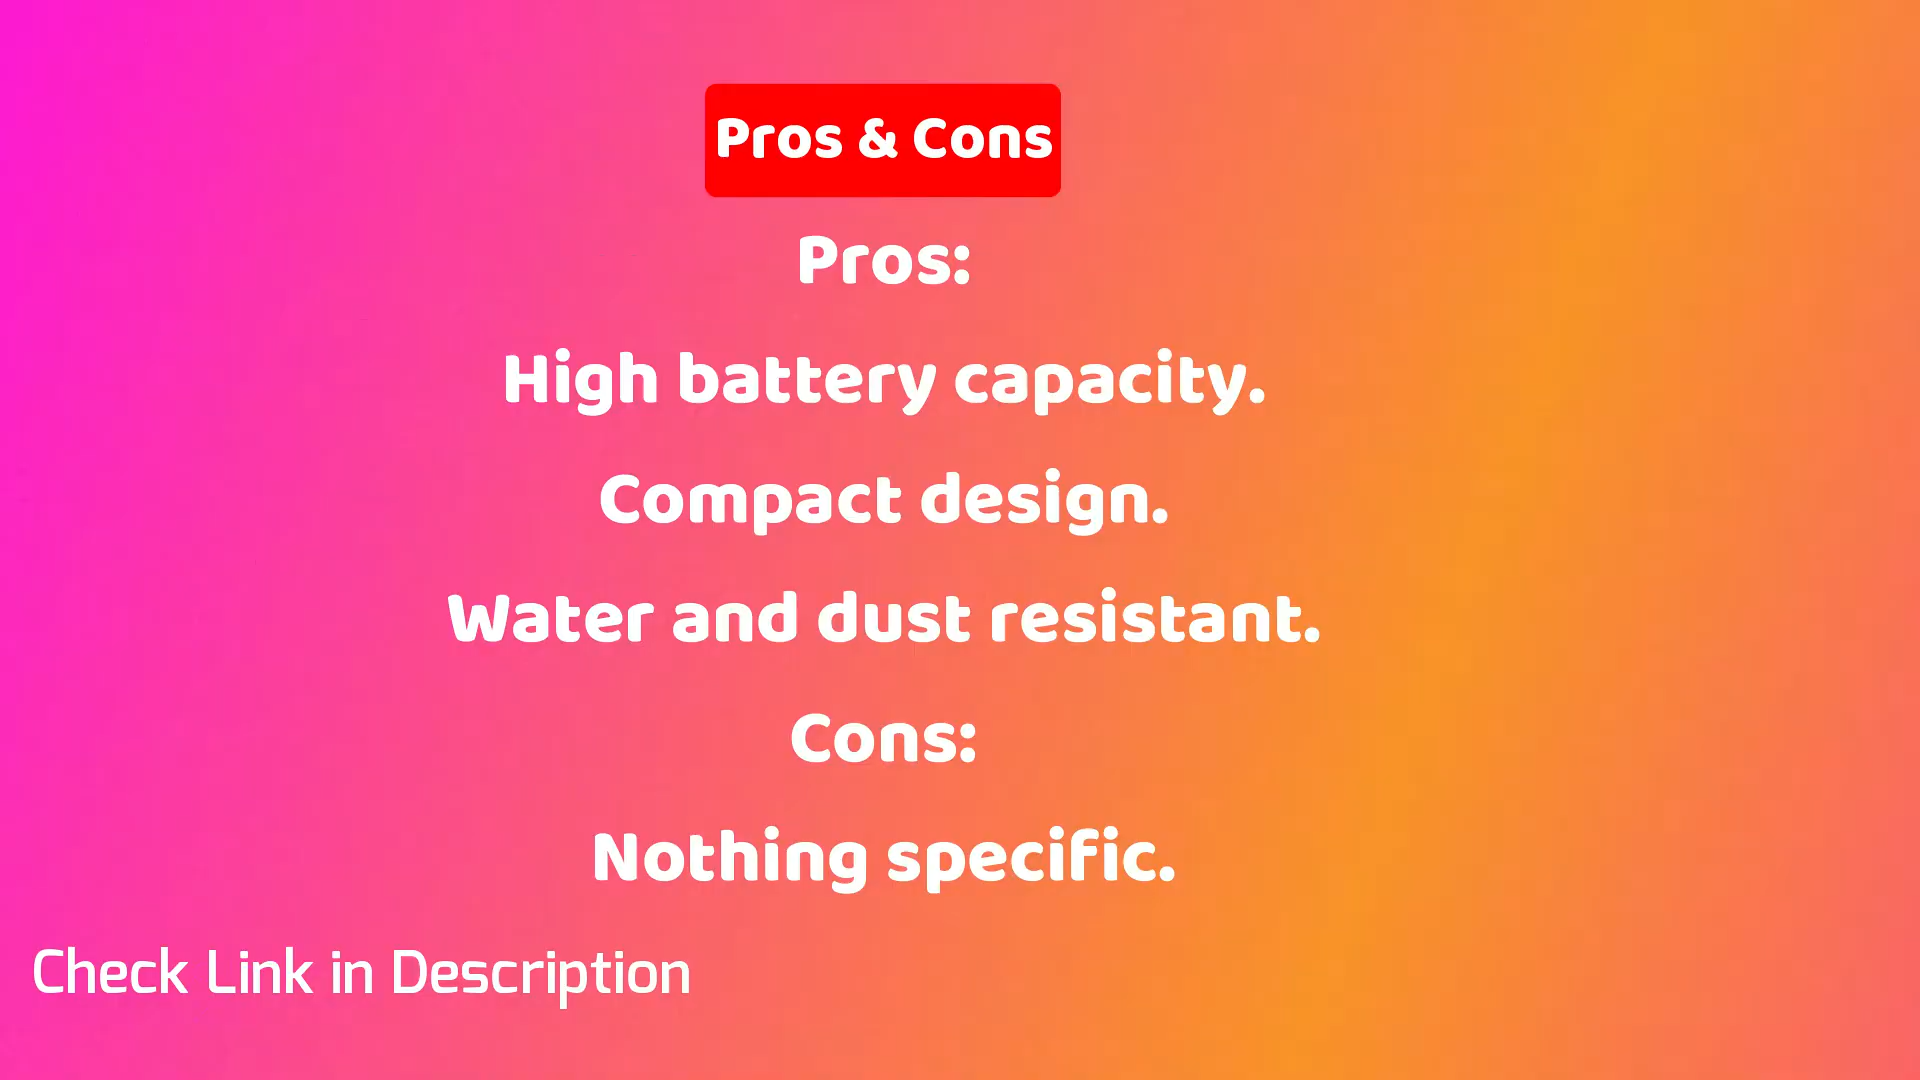 Pros & Cons
Pros:
High battery capacity.
Compact design.
Water and dust resistant.
Cons:
Nothing specific.
Check Link in Description